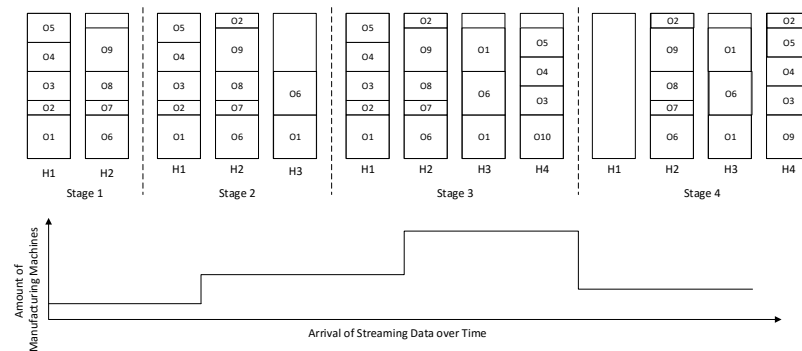 O5
O4
O3
O2
O1
H1
O9
O8
O7
O6
H2
Stage 1
O5
O4
O3
O2
O1
H1
O2
O9
O8
O7
O6
H2
O6
O1
H3
Stage 2
O5
O4
O3
O2
O1
H1
O2
O9
O8
O7
O6
H2
O1
O6
O1
H3
O5
O4
O3
O10
H4
Stage 3
H1
O2
O9
O8
O7
O6
H2
O1
O6
O1
H3
O2
O5
O4
O3
O9
H4
Stage 4
Amount of
Manufacturing Machines
Arrival of Streaming Data over Time